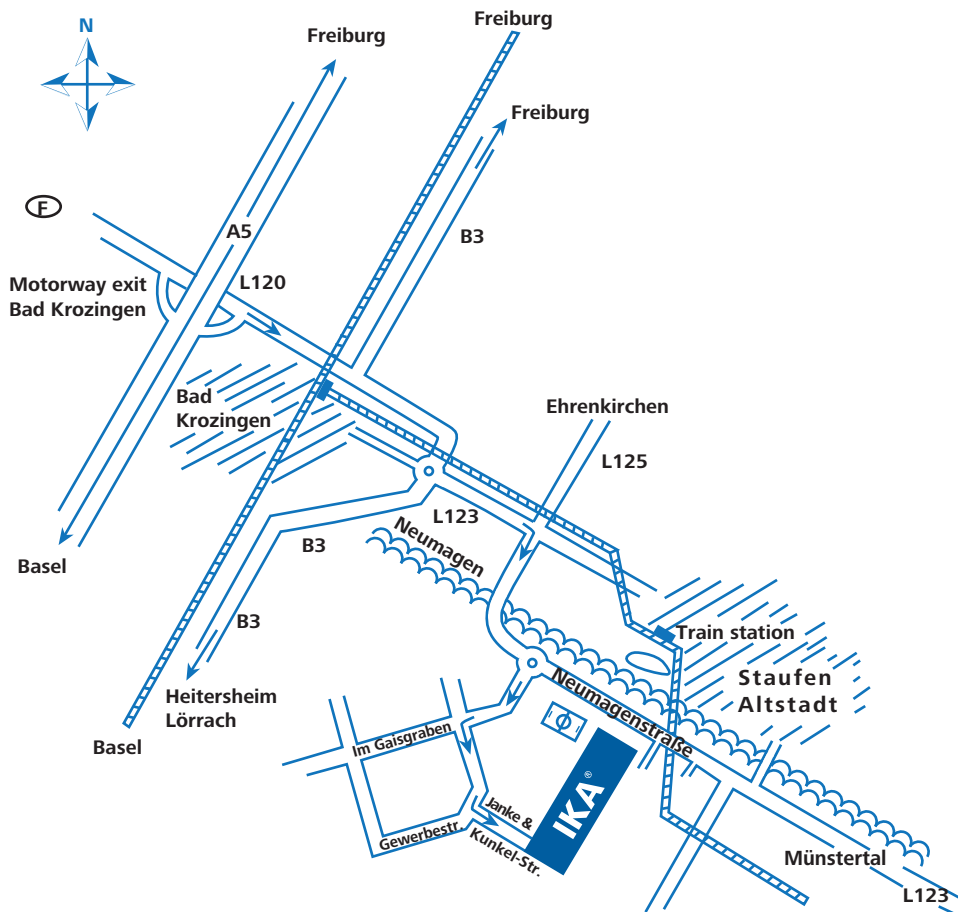 Freiburg
N
Freiburg
Freiburg
F
A5
B3
L120
Motorway exit
Bad Krozingen
Bad
Krozingen
Ehrenkirchen
L125
L123
Neumagen
B3
Basel
B3
Train station
Staufen
Altstadt
Heitersheim
Lörrach
Neumagenstraße
Basel
Im Gaisgraben
IKA®
Janke &
Kunkel-Str.
Gewerbestr.
Münstertal
L123